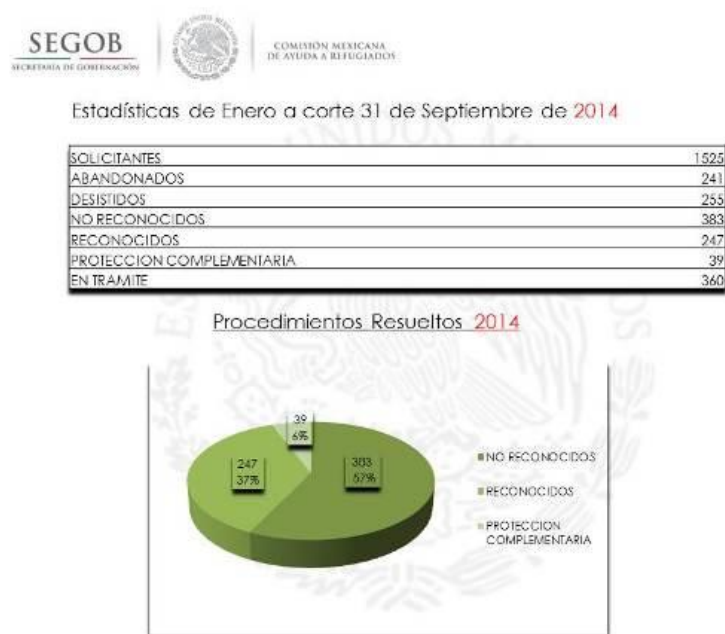 SEGOB
SECRETARÍA DE GOBERNACIÓN
COMISIÓN MEXICANA
DE AYUDA A REFUGIADOS
Estadísticas de Enero a corte 31 de Septiembre de 2014
SOLICITANTES 1525
ABANDONADOS 241
DESISTIDOS 255
NO RECONOCIDOS 383
RECONOCIDOS 247
PROTECCION COMPLEMENTARIA 39
EN TRAMITE 360
Procedimientos Resueltos 2014
39
6%
247
37%
383
57%
NO RECONOCIDOS
RECONOCIDOS
PROTECCION
COMPLEMENTARIA